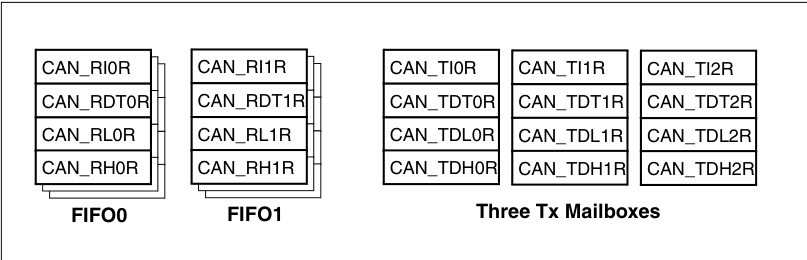 CAN_RI0R
CAN_RDT0R
CAN_RL0R
CAN_RH0R
FIFO0
CAN_RI1R
CAN_RDT1R
CAN_RL1R
CAN_RH1R
FIFO1
CAN_TI0R
CAN_TDT0R
CAN_TDL0R
CAN_TDH0R
CAN_TI1R
CAN_TDT1R
CAN_TDL1R
CAN_TDH1R
CAN_TI2R
CAN_TDT2R
CAN_TDL2R
CAN_TDH2R
Three Tx Mailboxes